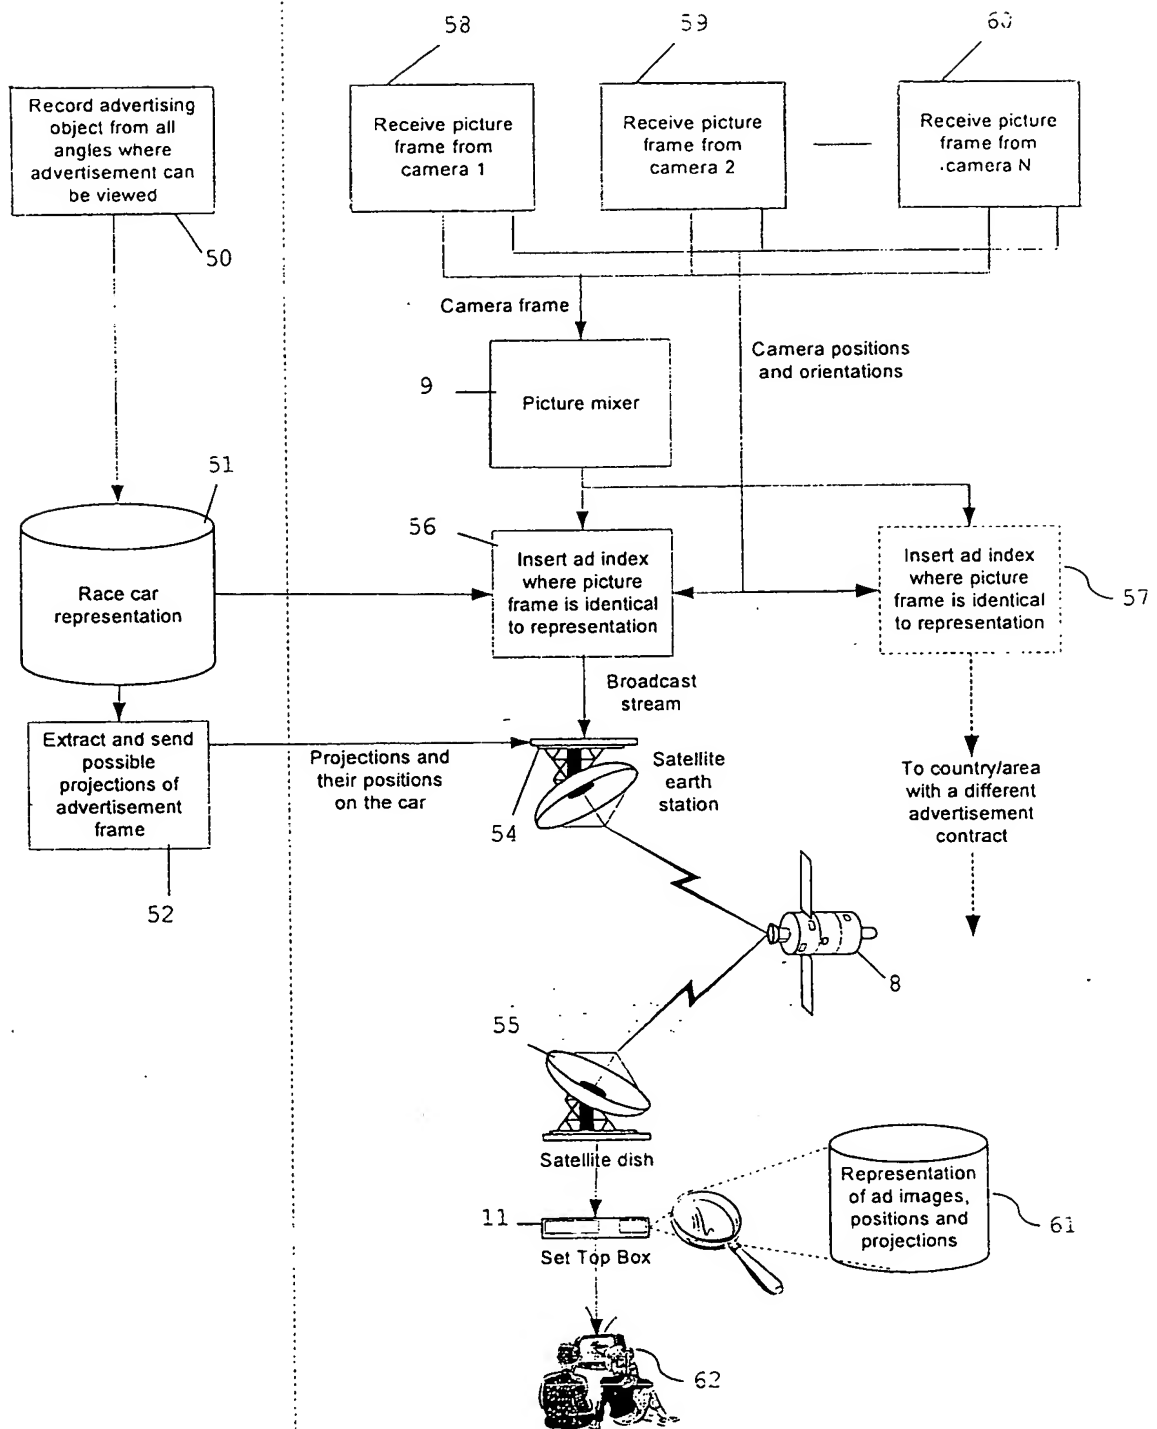 58
59
60
Record advertising
object from all
angles where
advertisement can
be viewed
Receive picture
frame from
camera 1
Receive picture
frame from
camera 2
Receive picture
frame from
camera N
50
Camera frame
Camera positions
and orientations
9
Picture mixer
51
56
Insert ad index
where picture
frame is identical
to representation
Insert ad index
where picture
frame is identical
to representation
57
Race car
representation
Broadcast
stream
Extract and send
possible
projections of
advertisement
frame
Projections and
their positions
on the car
Satellite
earth
station
To country/area
with a different
advertisement
contract
54
52
8
55
Satellite dish
Representation
of ad images,
positions and
projections
61
11
Set Top Box
62